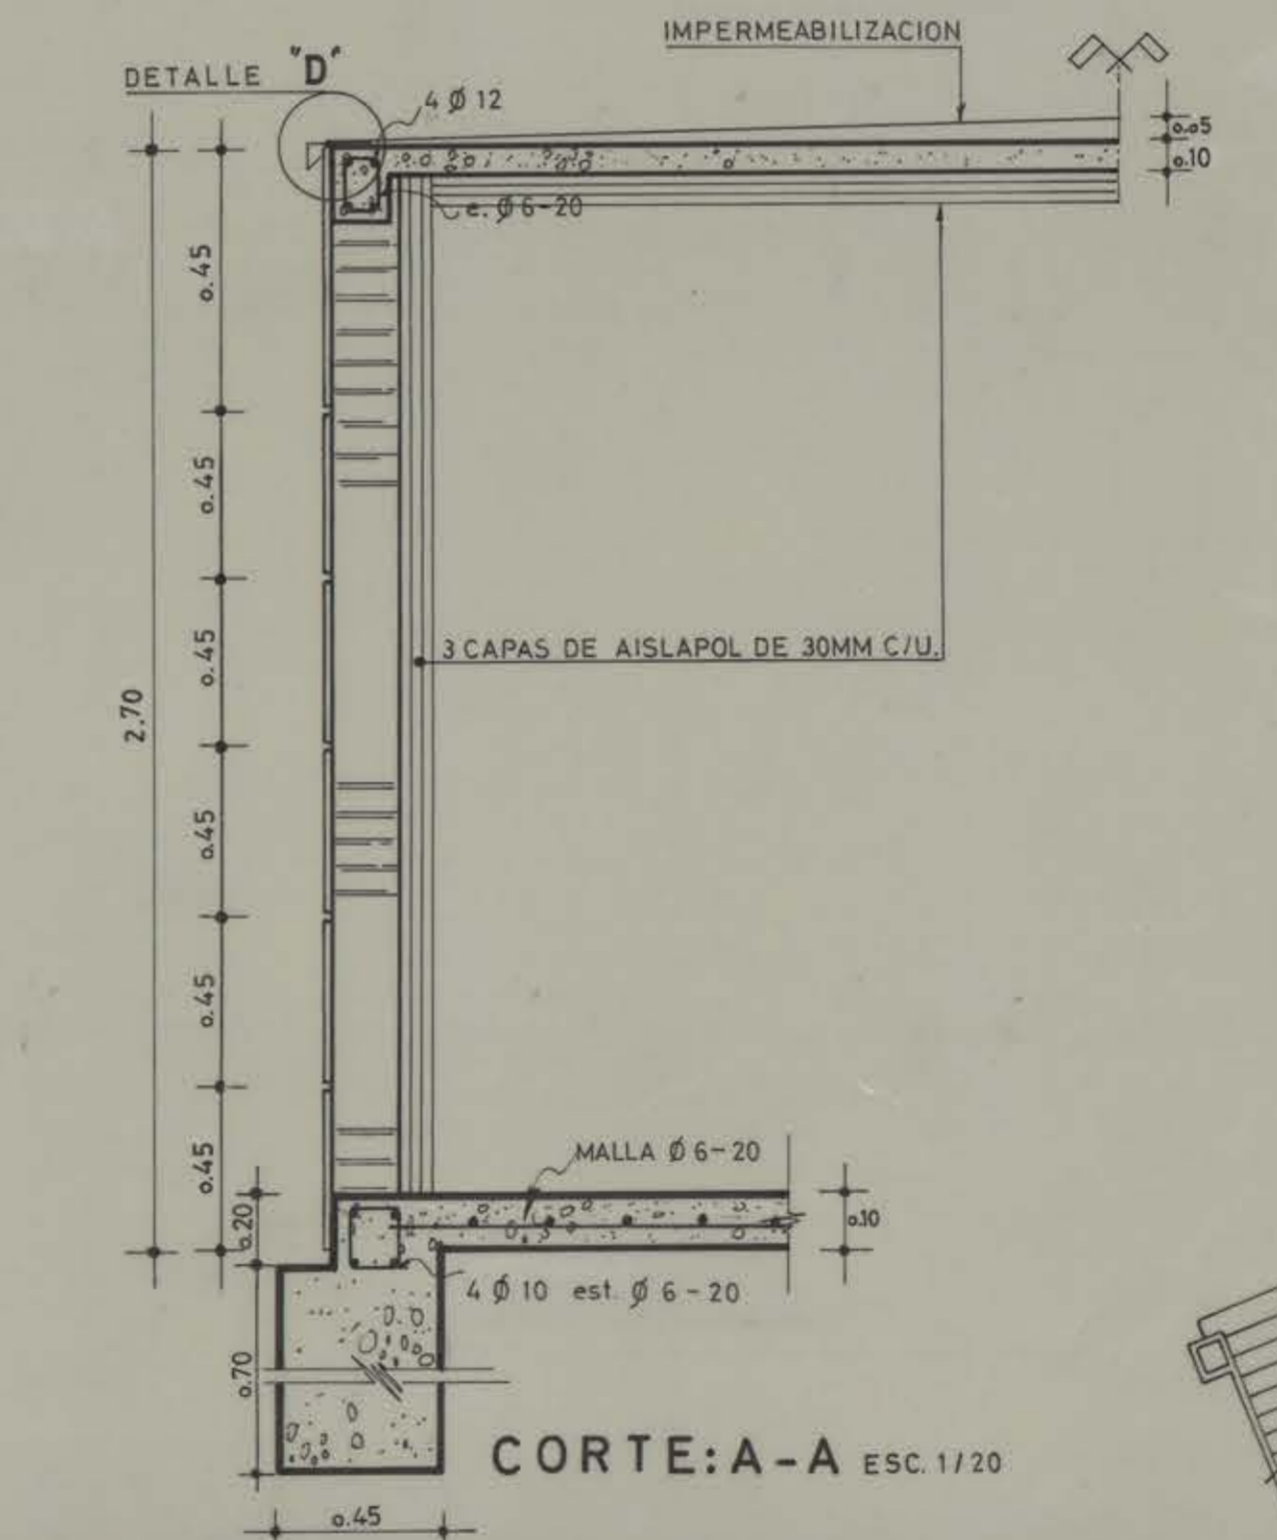 IMPERMEABILIZACION
DETALLE "D"
4 Ø 12
0.05
0.10
e. Ø 6-20
0.45
0.45
3 CAPAS DE AISLAPOL DE 30MM C/U.
0.45
2.70
0.45
0.45
MALLA Ø 6-20
0.45
0.20
0.10
4 Ø 10 est. Ø 6-20
0.70
CORTE: A-A ESC. 1/20
0.45